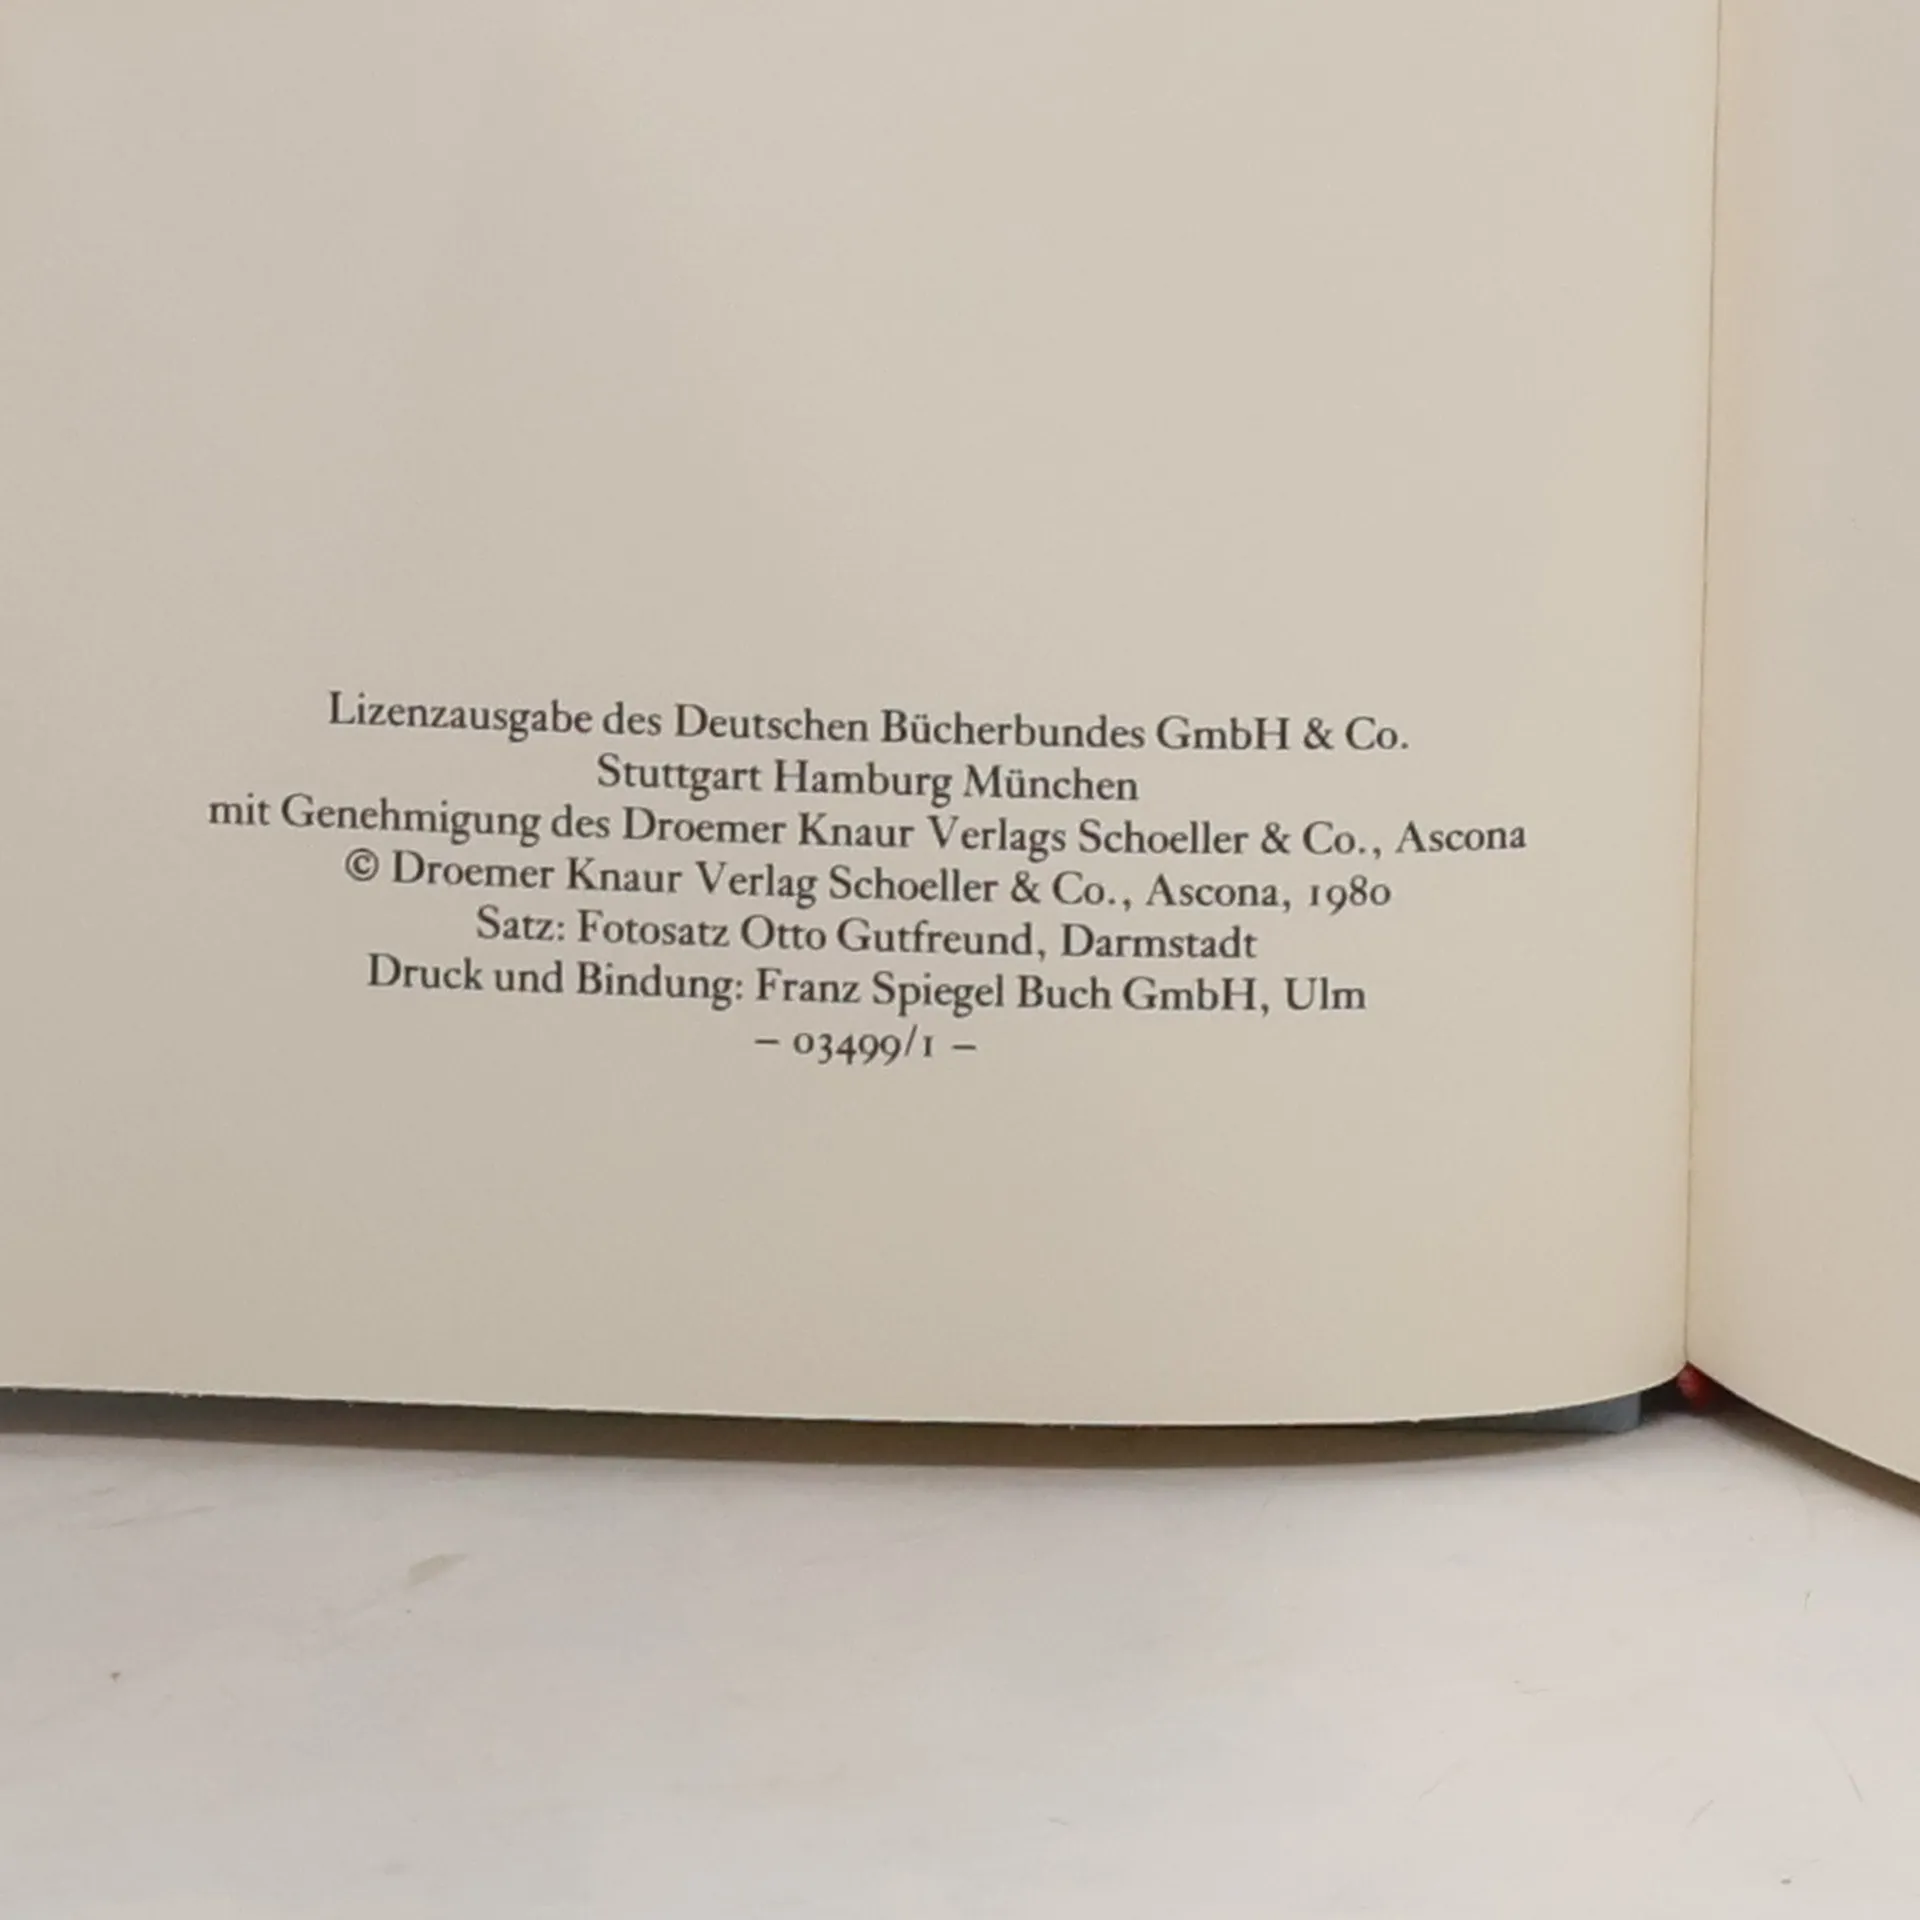 Lizenzausgabe des Deutschen Bücherbundes GmbH & Co.
Stuttgart Hamburg München
mit Genehmigung des Droemer Knaur Verlags Schoeller & Co., Ascona
© Droemer Knaur Verlag Schoeller & Co., Ascona, 1980
Satz: Fotosatz Otto Gutfreund, Darmstadt
Druck und Bindung: Franz Spiegel Buch GmbH, Ulm
– 03499/1 –